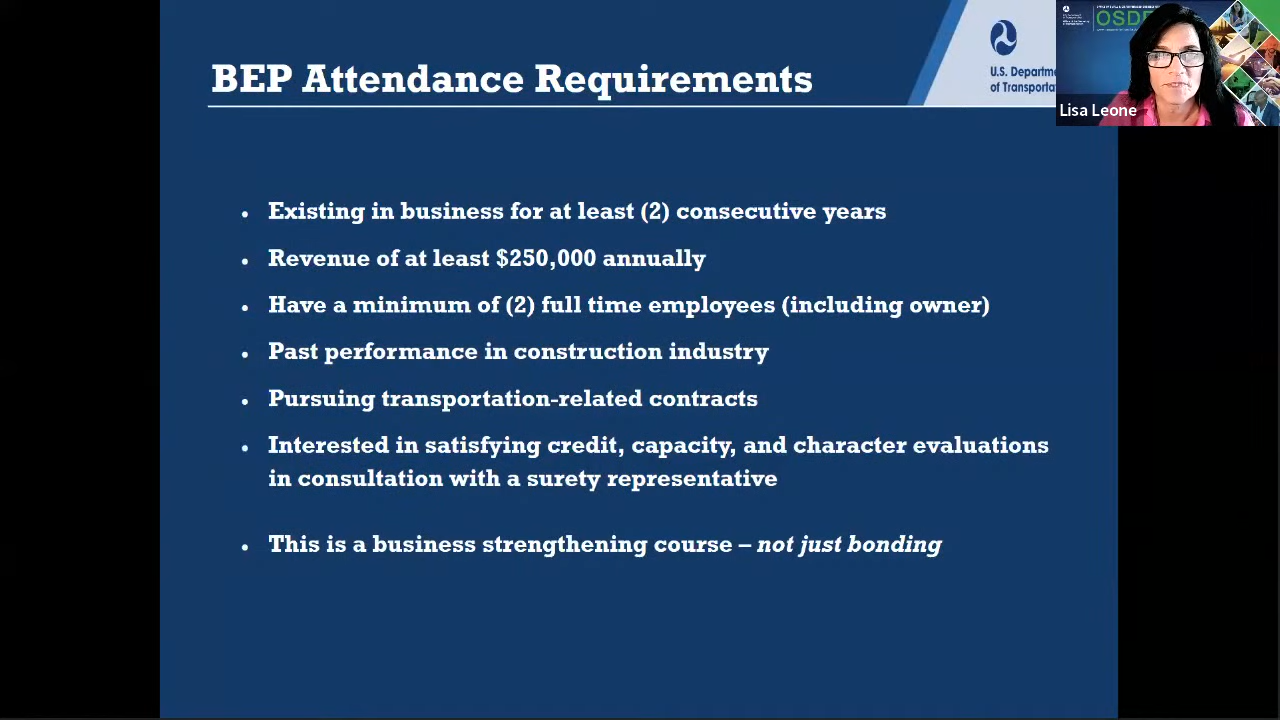 BEP Attendance Requirements
U.S. Departm
of Transporta
OSD
Lisa Leone
• Existing in business for at least (2) consecutive years
• Revenue of at least $250,000 annually
• Have a minimum of (2) full time employees (including owner)
• Past performance in construction industry
• Pursuing transportation-related contracts
• Interested in satisfying credit, capacity, and character evaluations
in consultation with a surety representative
• This is a business strengthening course – not just bonding